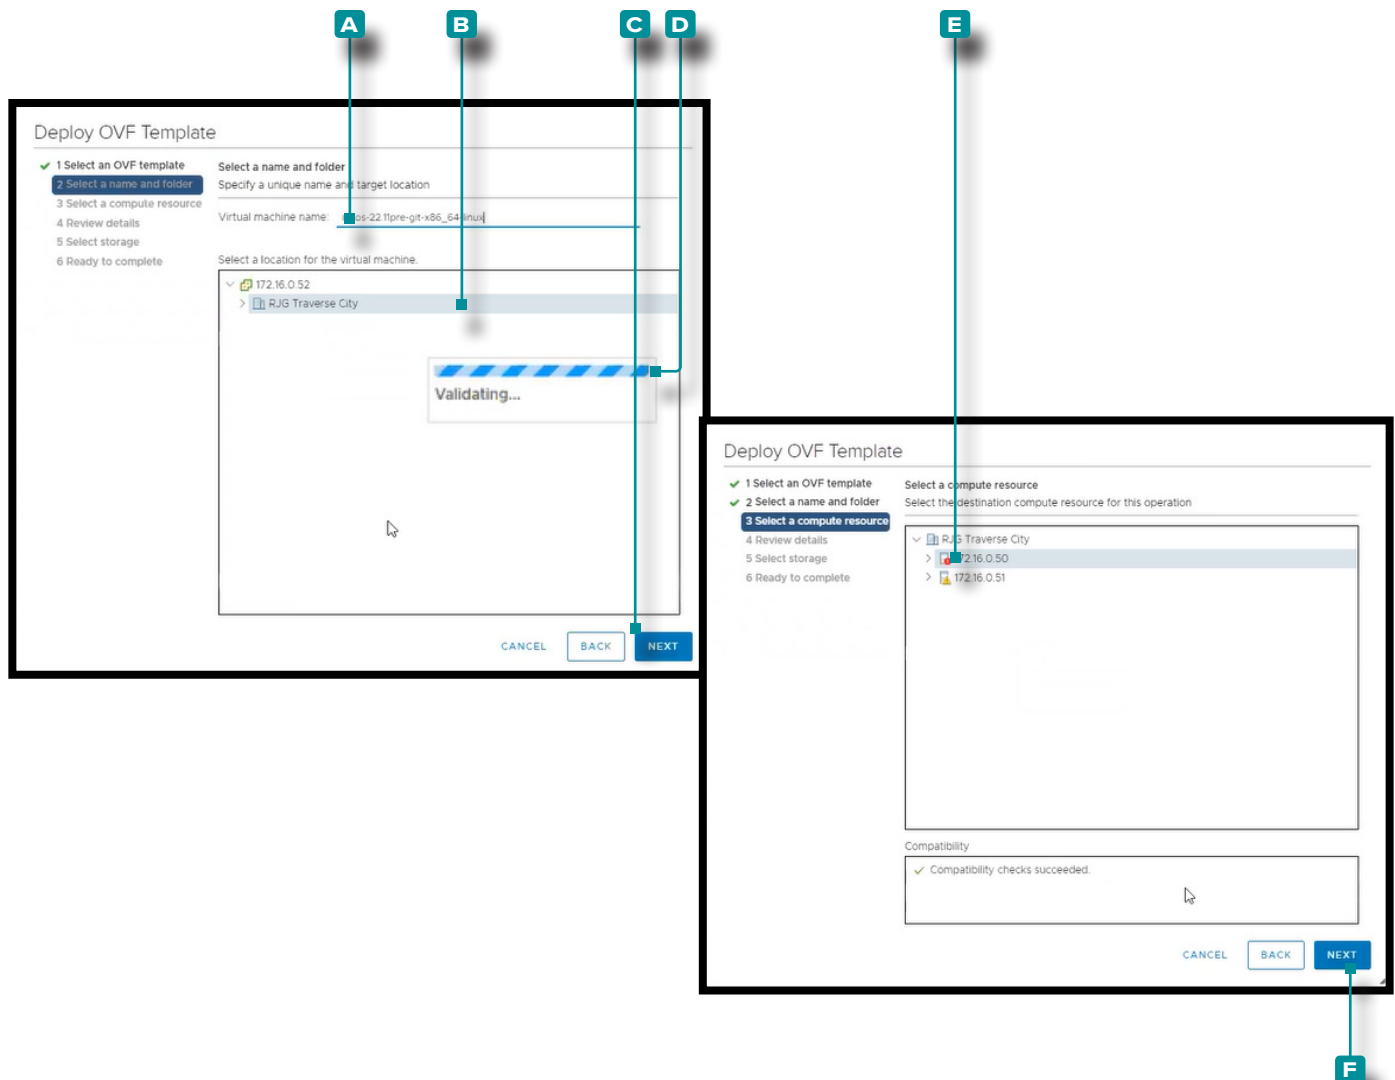 A B C D E
Deploy OVF Template
1 Select an OVF template
2 Select a name and folder
3 Select a compute resource
4 Review details
5 Select storage
6 Ready to complete
Select a name and folder
Specify a unique name and target location
Virtual machine name:
Select a location for the virtual machine.
172.16.0.52
RJG Traverse City
Validating...
CANCEL BACK NEXT
Deploy OVF Template
1 Select an OVF template
2 Select a name and folder
3 Select a compute resource
4 Review details
5 Select storage
6 Ready to complete
Select a compute resource
Select the destination compute resource for this operation
RJG Traverse City
172.16.0.50
172.16.0.51
Compatibility
Compatibility checks succeeded.
CANCEL BACK NEXT
F